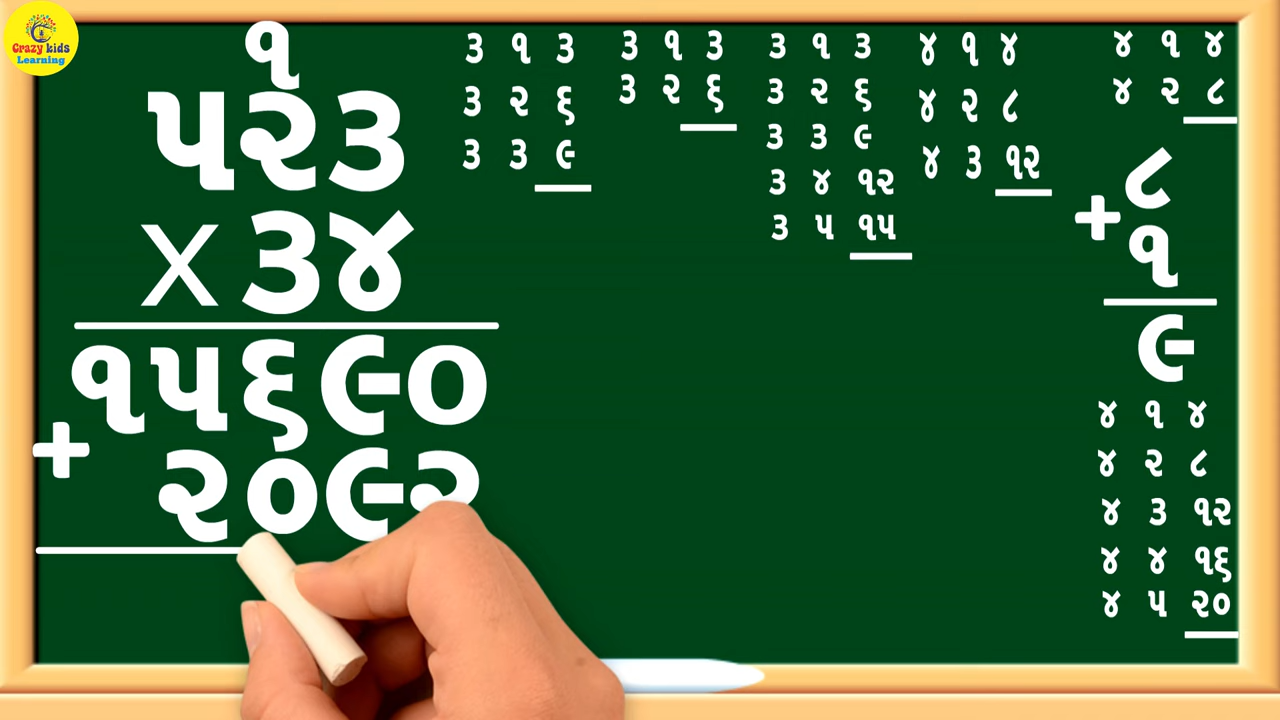 Crazy kids
Learning
૧
૫૨૩
x ૩૪
૧૫૬૯૦
+ ૨૦૯૨
૩ ૧ ૩
૩ ૨ ૬
૩ ૩ ૯
૩ ૧ ૩
૩ ૨ ૬
૩ ૧ ૩
૩ ૨ ૬
૩ ૩ ૯
૩ ૪ ૧૨
૩ ૫ ૧૫
૪ ૧ ૪
૪ ૨ ૮
૪ ૩ ૧૨
૪ ૧ ૪
૪ ૨ ૮
૮
+ ૧
૯
૪ ૧ ૪
૪ ૨ ૮
૪ ૩ ૧૨
૪ ૪ ૧૬
૪ ૫ ૨૦